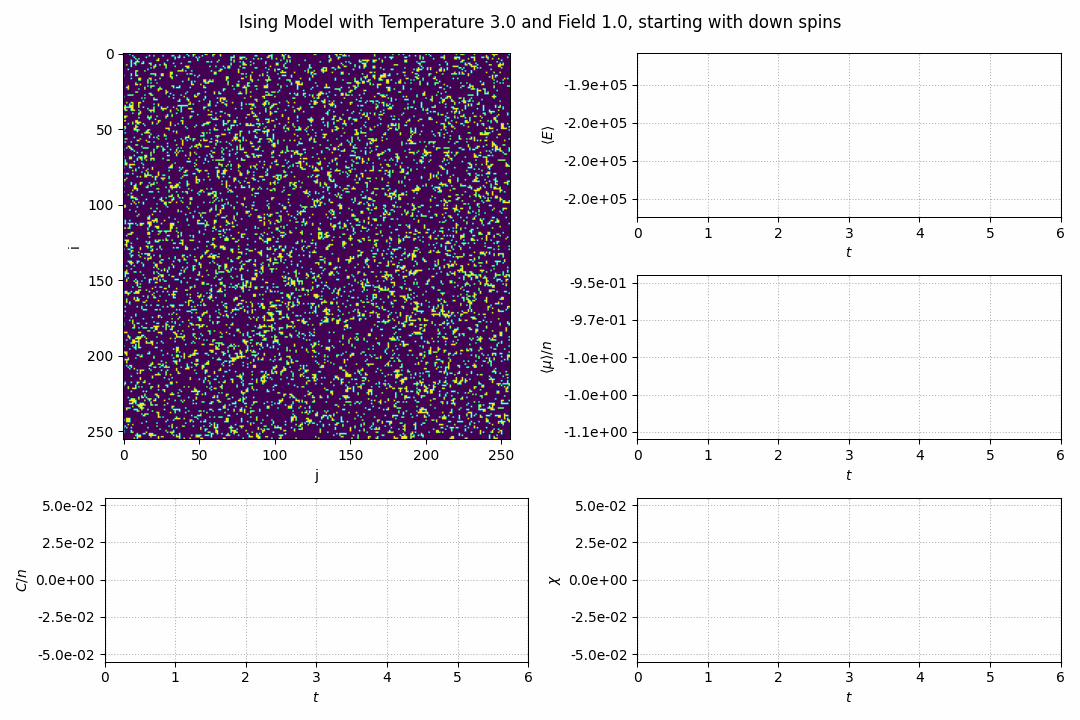 Ising Model with Temperature 3.0 and Field 1.0, starting with down spins
0
50
100
150
200
250
i
0 50 100 150 200 250
j
-1.9e+05
-2.0e+05
-2.0e+05
-2.0e+05
⟨E⟩
0 1 2 3 4 5 6
t
-9.5e-01
-9.7e-01
-1.0e+00
-1.0e+00
-1.1e+00
⟨μ⟩/n
0 1 2 3 4 5 6
t
5.0e-02
2.5e-02
0.0e+00
-2.5e-02
-5.0e-02
C/n
0 1 2 3 4 5 6
t
5.0e-02
2.5e-02
0.0e+00
-2.5e-02
-5.0e-02
χ
0 1 2 3 4 5 6
t